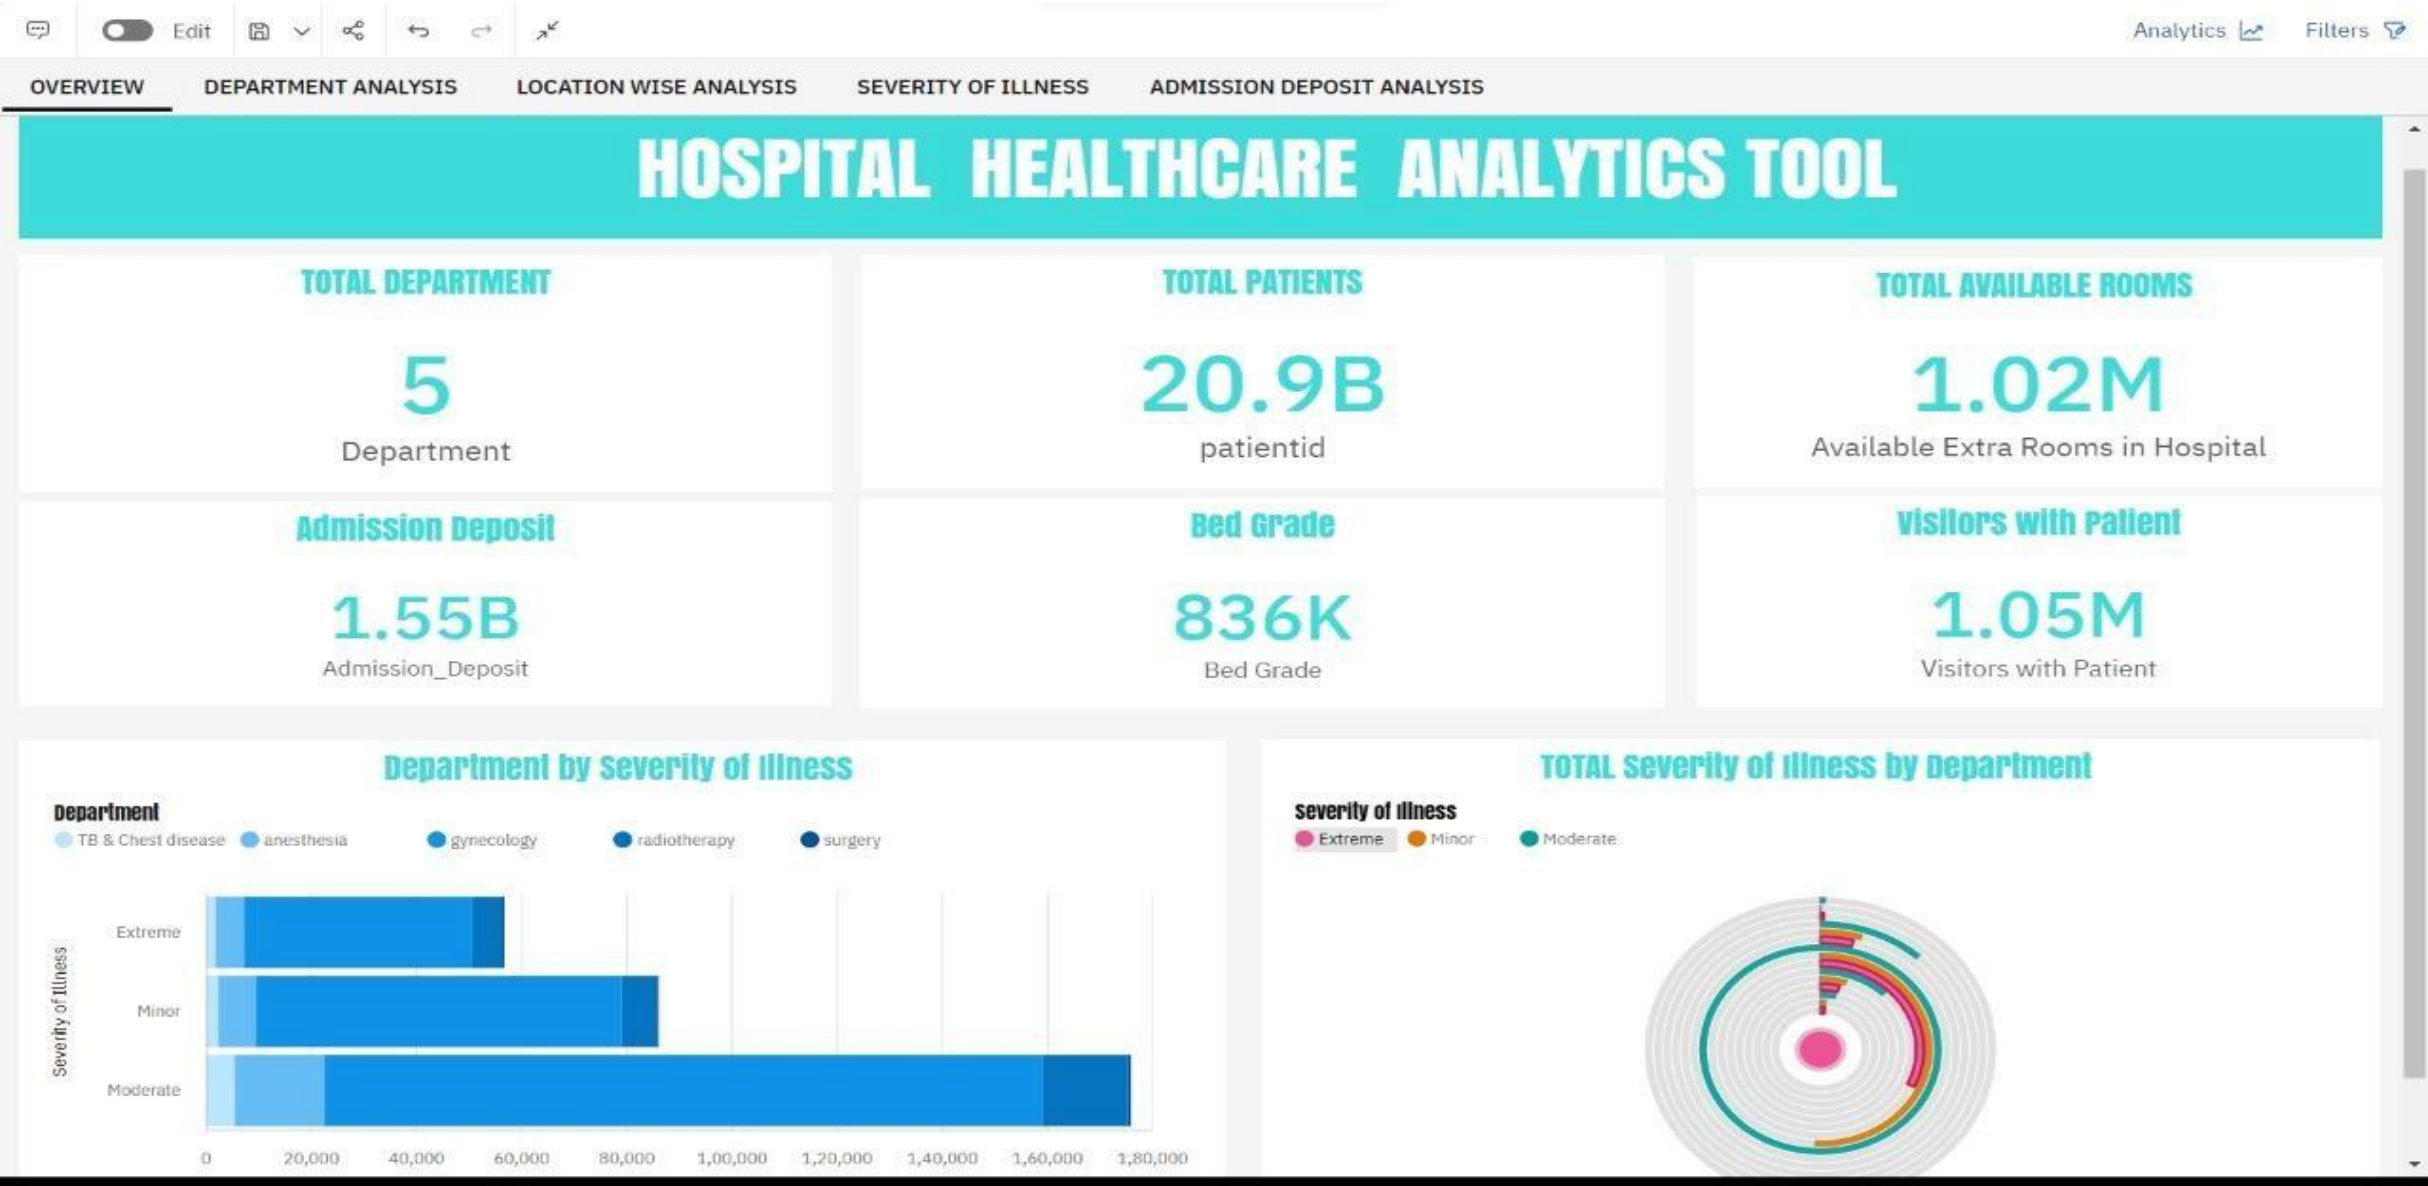 Edit
Analytics
Filters
OVERVIEW DEPARTMENT ANALYSIS LOCATION WISE ANALYSIS SEVERITY OF ILLNESS ADMISSION DEPOSIT ANALYSIS
HOSPITAL HEALTHCARE ANALYTICS TOOL
TOTAL DEPARTMENT
5
Department
TOTAL PATIENTS
20.9B
patientid
TOTAL AVAILABLE ROOMS
1.02M
Available Extra Rooms in Hospital
Admission Deposit
1.55B
Admission_Deposit
Bed Grade
836K
Bed Grade
Visitors with Patient
1.05M
Visitors with Patient
Department by Severity of Illness
Department
TB & Chest disease anesthesia gynecology radiotherapy surgery
Severity of Illness
Extreme
Minor
Moderate
0 20,000 40,000 60,000 80,000 1,00,000 1,20,000 1,40,000 1,60,000 1,80,000
TOTAL Severity of Illness by Department
Severity of Illness
Extreme Minor Moderate